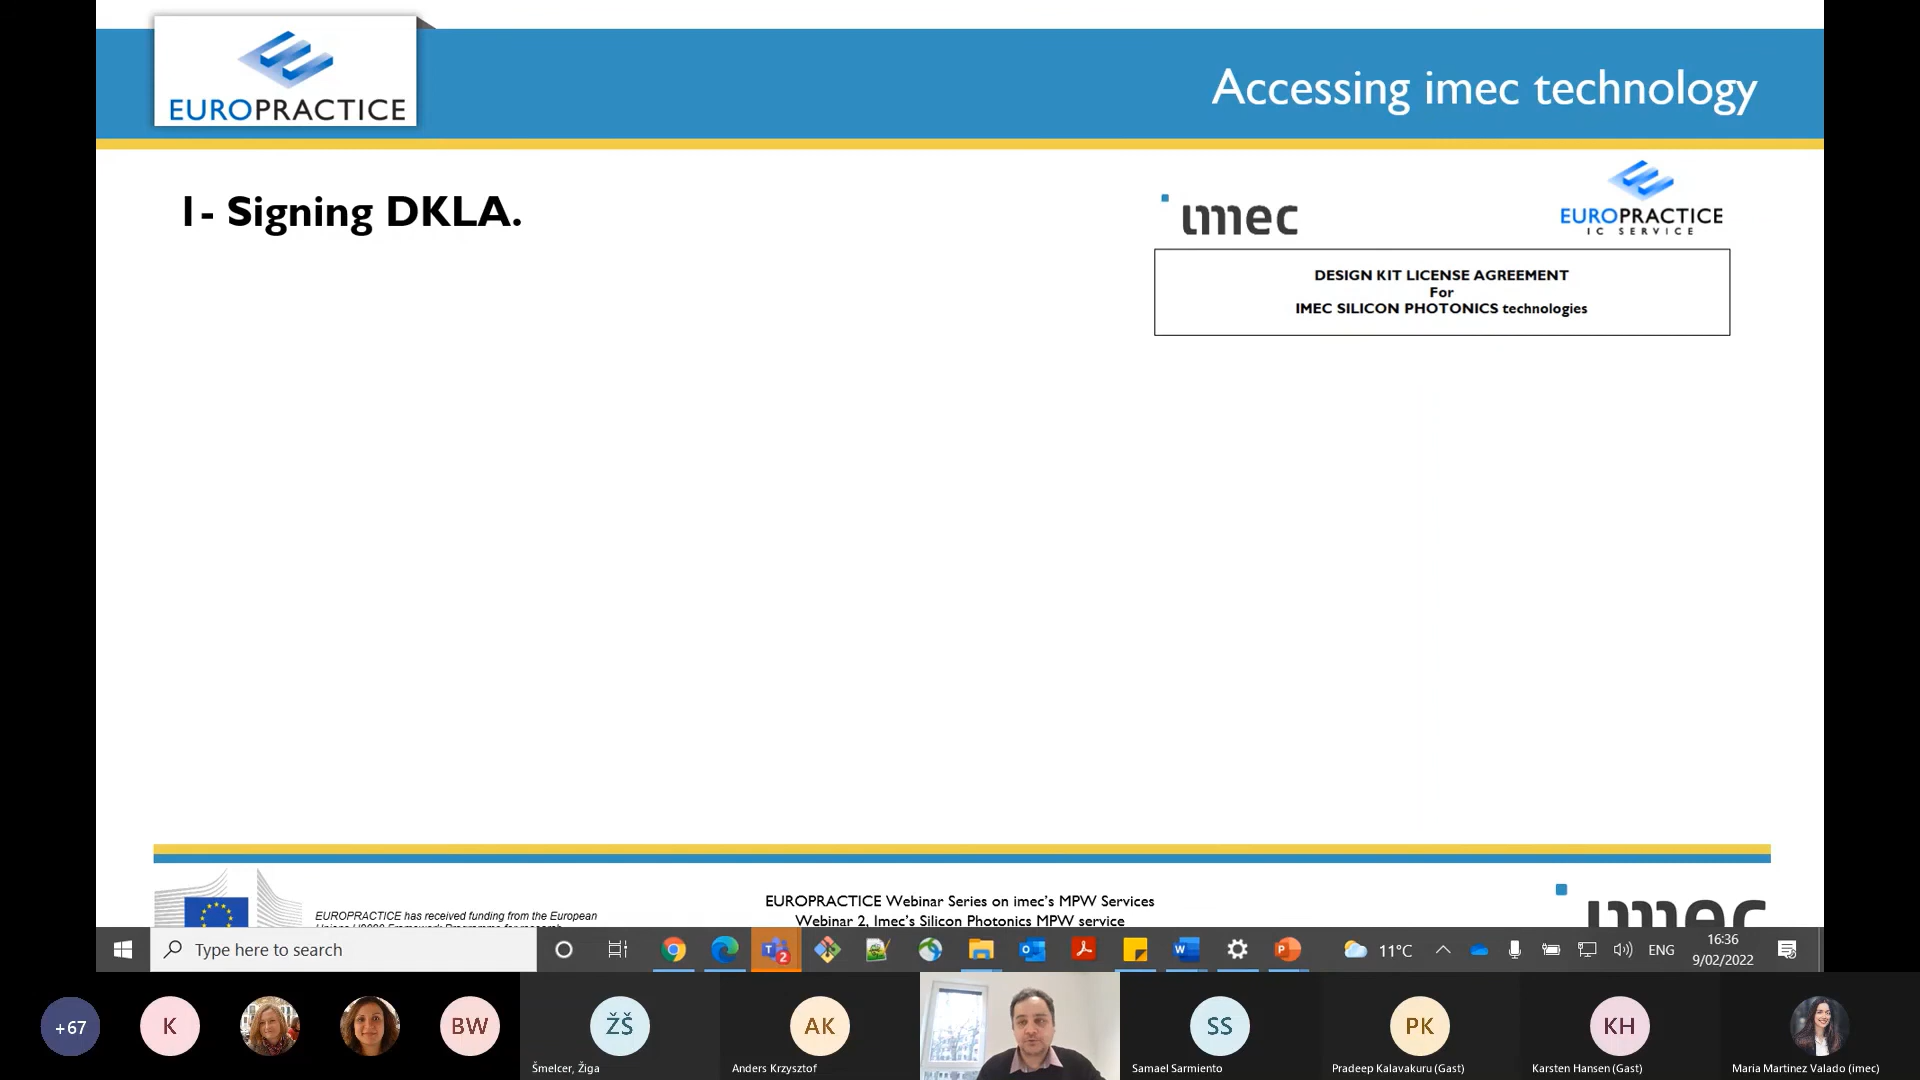 EUROPRACTICE
Accessing imec technology
1- Signing DKLA.
imec
EUROPRACTICE
IC SERVICE
DESIGN KIT LICENSE AGREEMENT
For
IMEC SILICON PHOTONICS technologies
EUROPRACTICE has received funding from the European
EUROPRACTICE Webinar Series on imec's MPW Services
Webinar 2, Imec's Silicon Photonics MPW service
imec
Type here to search
2
11°C
ENG
16:36
9/02/2022
+67
K
BW
ŽŠ
AK
SS
PK
KH
Šmelcer, Žiga
Anders Krzysztof
Samael Sarmiento
Pradeep Kalavakuru (Gast)
Karsten Hansen (Gast)
Maria Martinez Valado (imec)